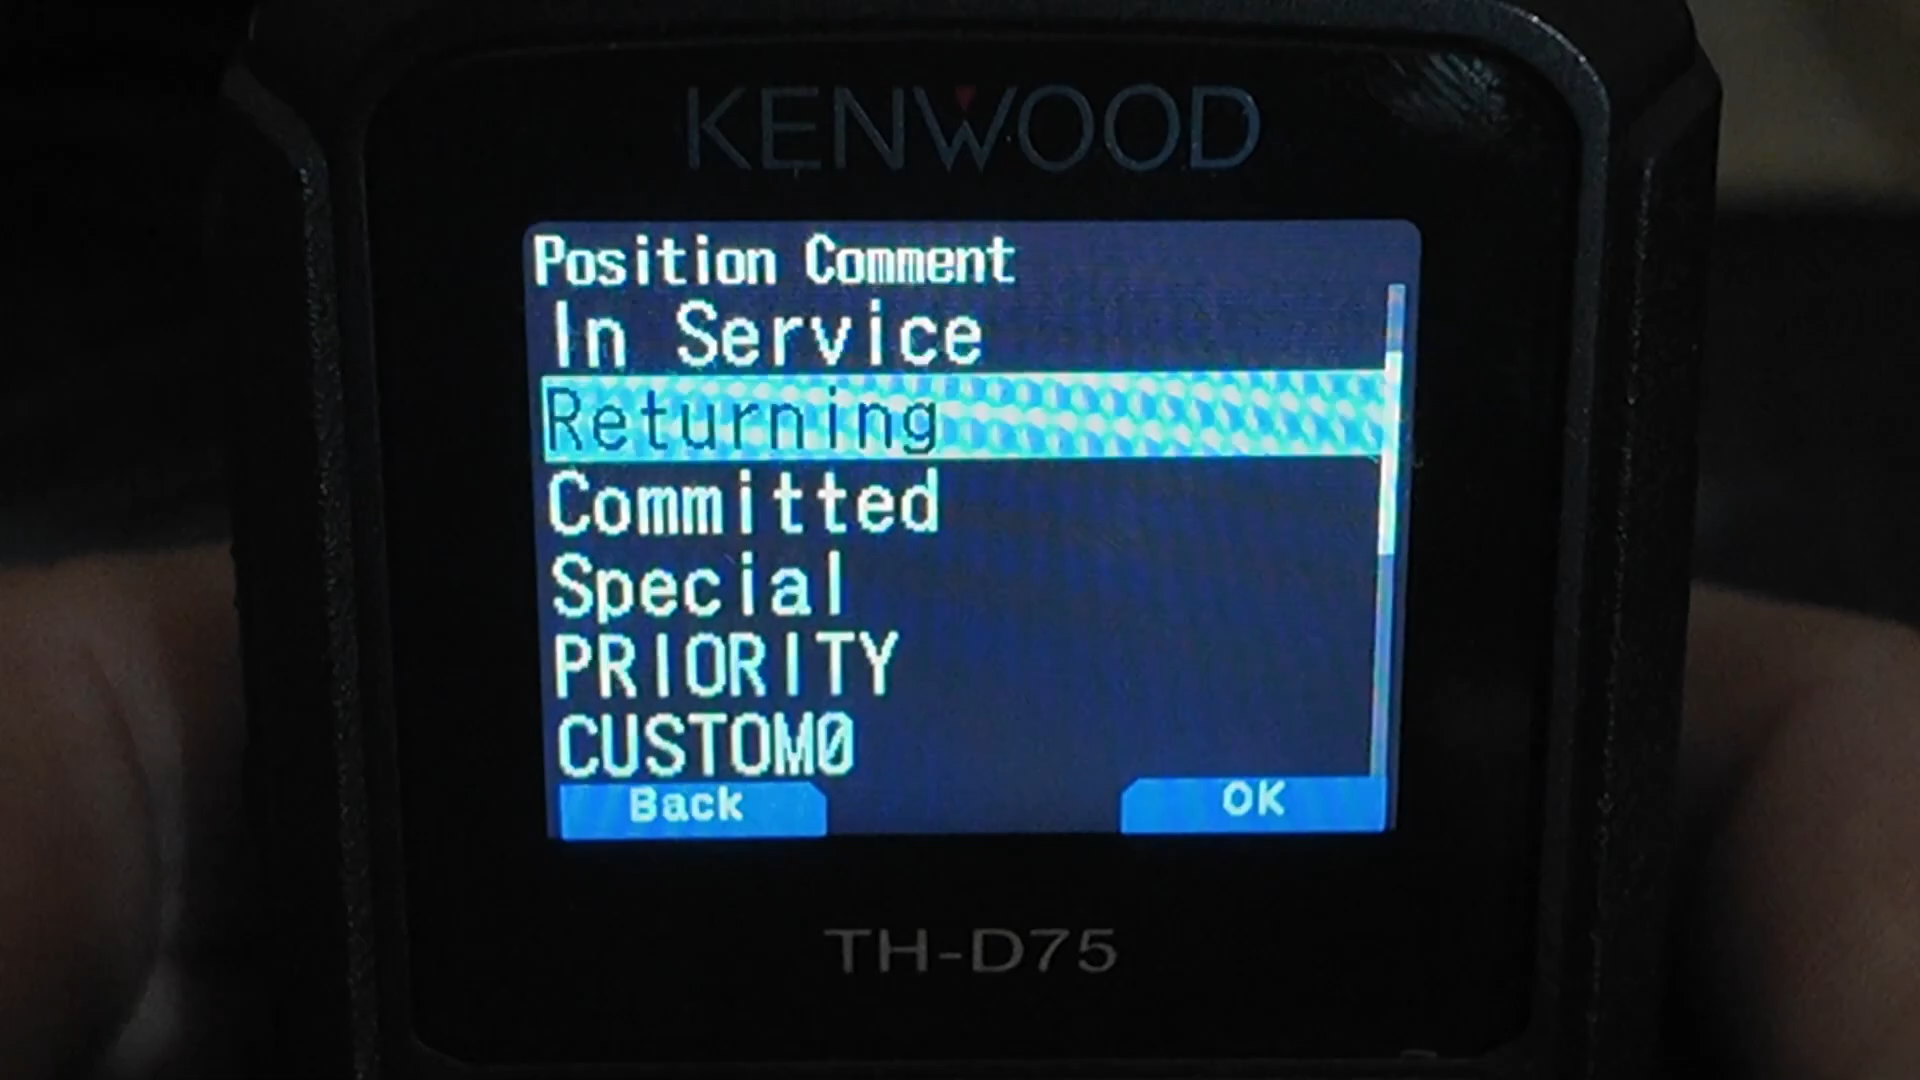 KENWOOD
Position Comment
In Service
Returning
Committed
Special
PRIORITY
CUSTOM0
Back
OK
TH-D75